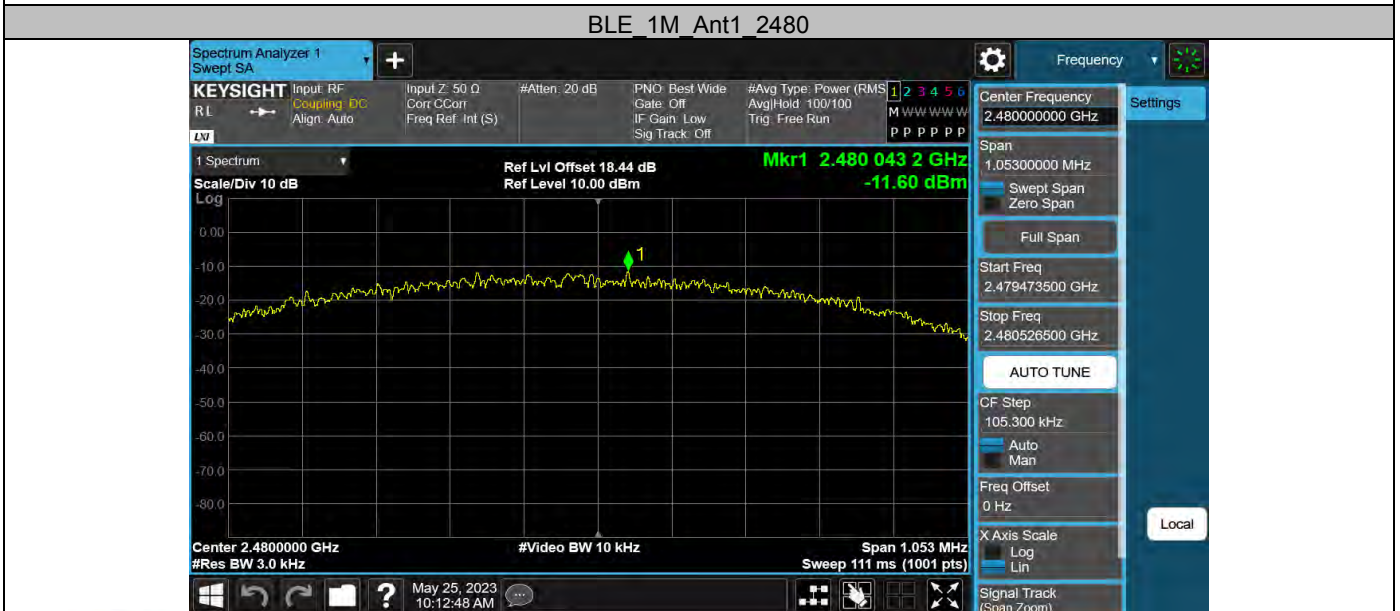 BLE_1M_Ant1_2480
Spectrum Analyzer 1
Swept SA
+
Frequency
KEYSIGHT
RL
LXI
Input: RF
Coupling: DC
Align: Auto
Input Z: 50 Ω
Corr CCorr
Freq Ref: Int (S)
#Atten: 20 dB
PNO: Best Wide
Gate: Off
IF Gain: Low
Sig Track: Off
#Avg Type: Power (RMS
Avg|Hold: 100/100
Trig: Free Run
1 2 3 4 5 6
M W W W W W
P P P P P P
1 Spectrum
Scale/Div 10 dB
Ref Lvl Offset 18.44 dB
Ref Level 10.00 dBm
Mkr1 2.480 043 2 GHz
-11.60 dBm
Log
0.00
-10.0
-20.0
-30.0
-40.0
-50.0
-60.0
-70.0
-80.0
1
Center 2.4800000 GHz
#Res BW 3.0 kHz
#Video BW 10 kHz
Span 1.053 MHz
Sweep 111 ms (1001 pts)
?
May 25, 2023
10:12:48 AM
Center Frequency
2.480000000 GHz
Span
1.05300000 MHz
Swept Span
Zero Span
Full Span
Start Freq
2.479473500 GHz
Stop Freq
2.480526500 GHz
AUTO TUNE
CF Step
105.300 kHz
Auto
Man
Freq Offset
0 Hz
X Axis Scale
Log
Lin
Signal Track
(Span Zoom)
Settings
Local